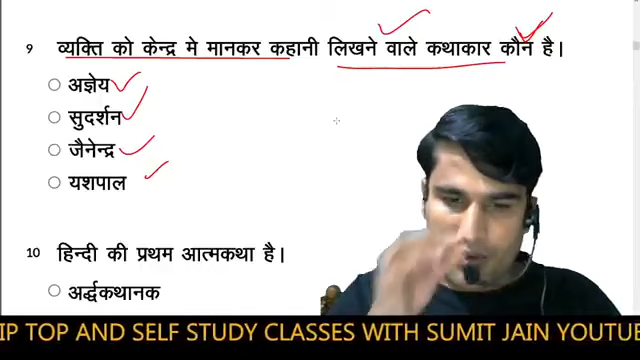 9 व्यक्ति को केन्द्र मे मानकर कहानी लिखने वाले कथाकार कौन है।
अज्ञेय
सुदर्शन
जैनेन्द्र
यशपाल
10 हिन्दी की प्रथम आत्मकथा है।
अर्द्धकथानक
IP TOP AND SELF STUDY CLASSES WITH SUMIT JAIN YOUTUBE